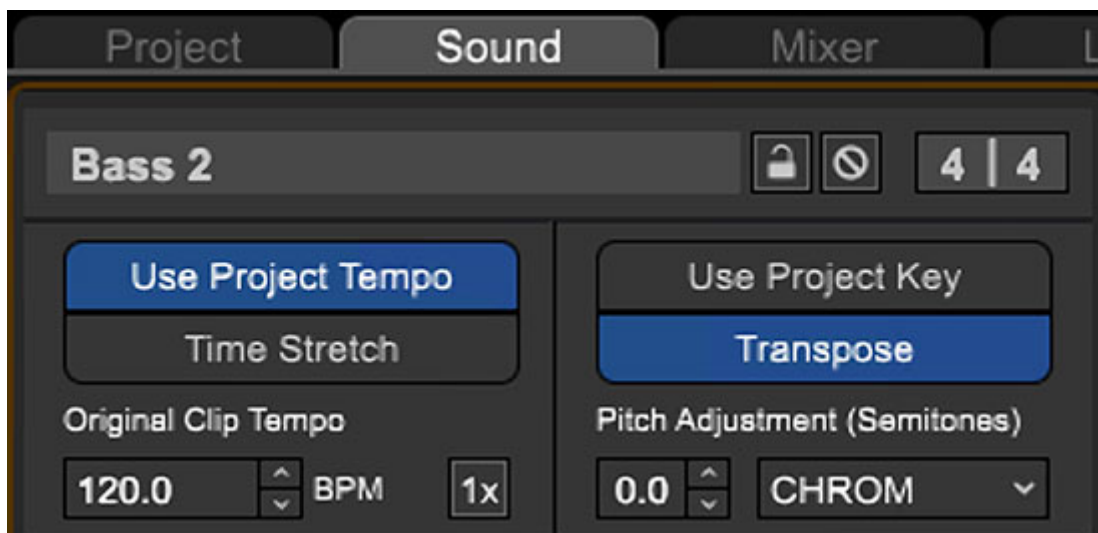 Project Sound Mixer
Bass 2 4 | 4
Use Project Tempo Use Project Key
Time Stretch Transpose
Original Clip Tempo Pitch Adjustment (Semitones)
120.0 BPM 1x 0.0 CHROM